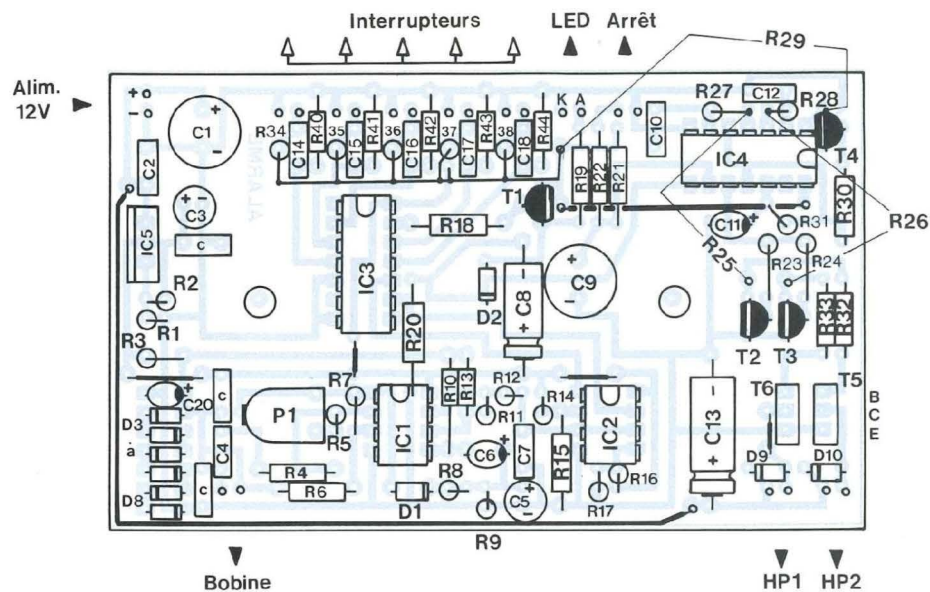 Interrupteurs LED Arrêt
R29
Alim.
12V
+
-
K A
R27 C12 R28
C1 R34 C14 R40 35 C15 R41 36 C16 R42 37 C17 R43 38 C18 R44 C10
IC4 T4
C2 R19 R22 R21
T1 R30
C3 C11 R31 R26
IC5 C IC3 R18 R25 R23 R24
C9
R2 D2 C8
R1 R20 R33 R32
R3 T2 T3
R7 R10 R13 R12 T6 T5
C20 C P1 R11 R14 B
D3 R5 IC1 IC2 C13 C
à C4 C6 C7 R15 E
R4 R8 R16 D9 D10
D8 C R6 D1 C5 R17
R9
Bobine HP1 HP2